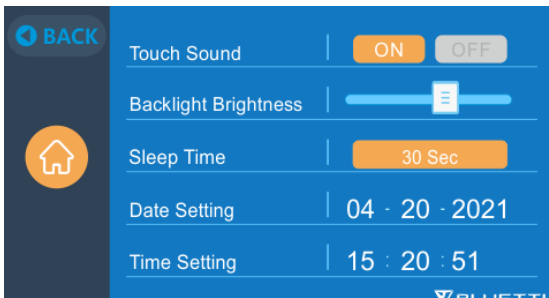 BACK
Touch Sound ON OFF
Backlight Brightness
Sleep Time 30 Sec
Date Setting 04 - 20 - 2021
Time Setting 15 : 20 : 51
BLUETTI